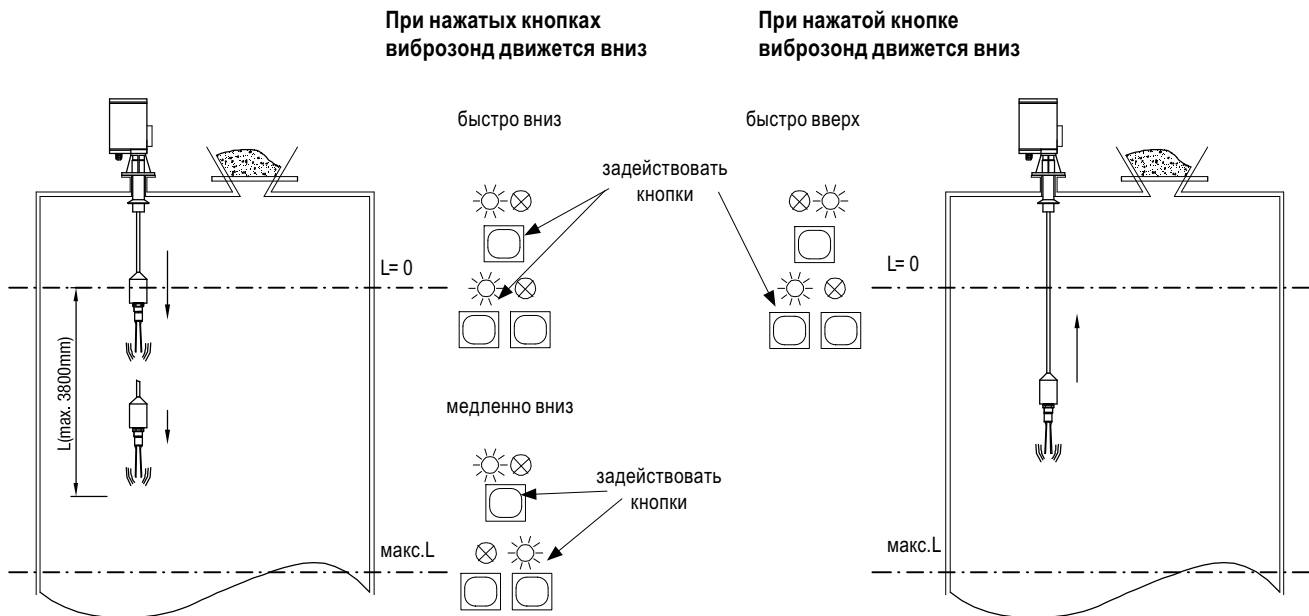 При нажатых кнопках
виброзонд движется вниз
При нажатой кнопке
виброзонд движется вниз
быстро вниз
быстро вверх
задействовать
кнопки
L= 0
L= 0
L(max. 3800mm)
медленно вниз
задействовать
кнопки
макс.L
макс.L